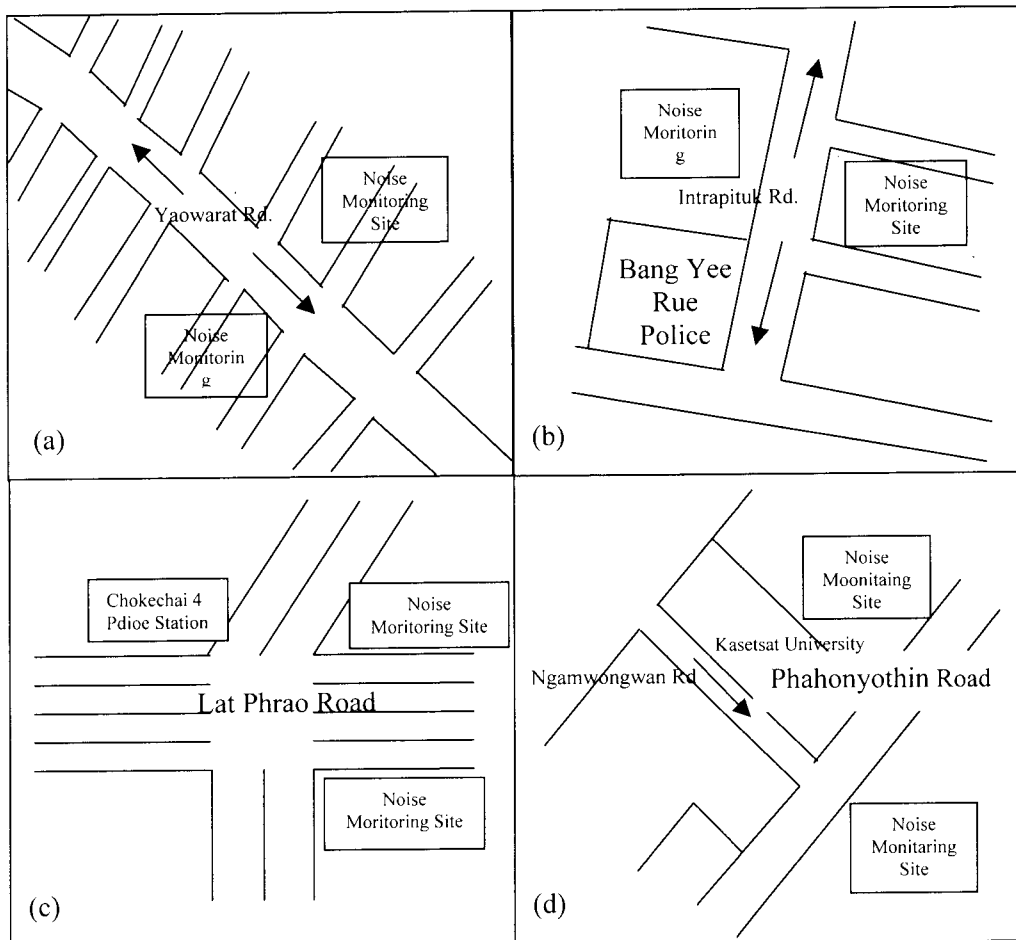 Noise
Monitoring
Site
Yaowarat Rd.
Noise
Monitorin
g
(a)
Noise
Moritorin
g
Intrapituk Rd.
Noise
Moritoring
Site
Bang Yee
Rue
Police
(b)
Chokechai 4
Pdioe Station
Noise
Moritoring Site
Lat Phrao Road
Noise
Moritoring Site
(c)
Noise
Moonitaing
Site
Kasetsat University
Ngamwongwan Rd
Phahonyothin Road
Noise
Monitaring
Site
(d)